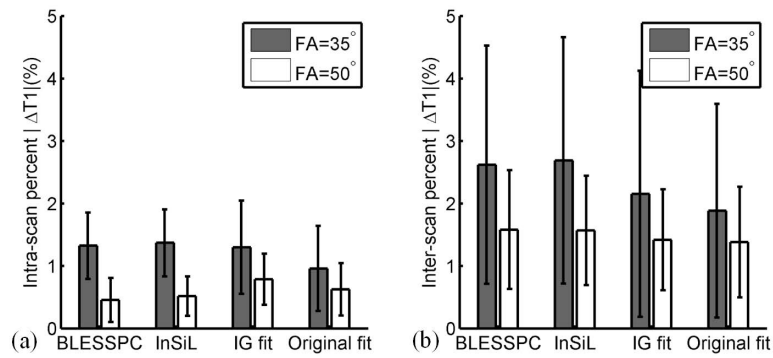 5
4
3
2
1
0
Intra-scan percent | ΔT1|(%)
FA=35°
FA=50°
BLESSPC InSiL IG fit Original fit
(a)
5
4
3
2
1
0
Inter-scan percent | ΔT1|(%)
FA=35°
FA=50°
BLESSPC InSiL IG fit Original fit
(b)